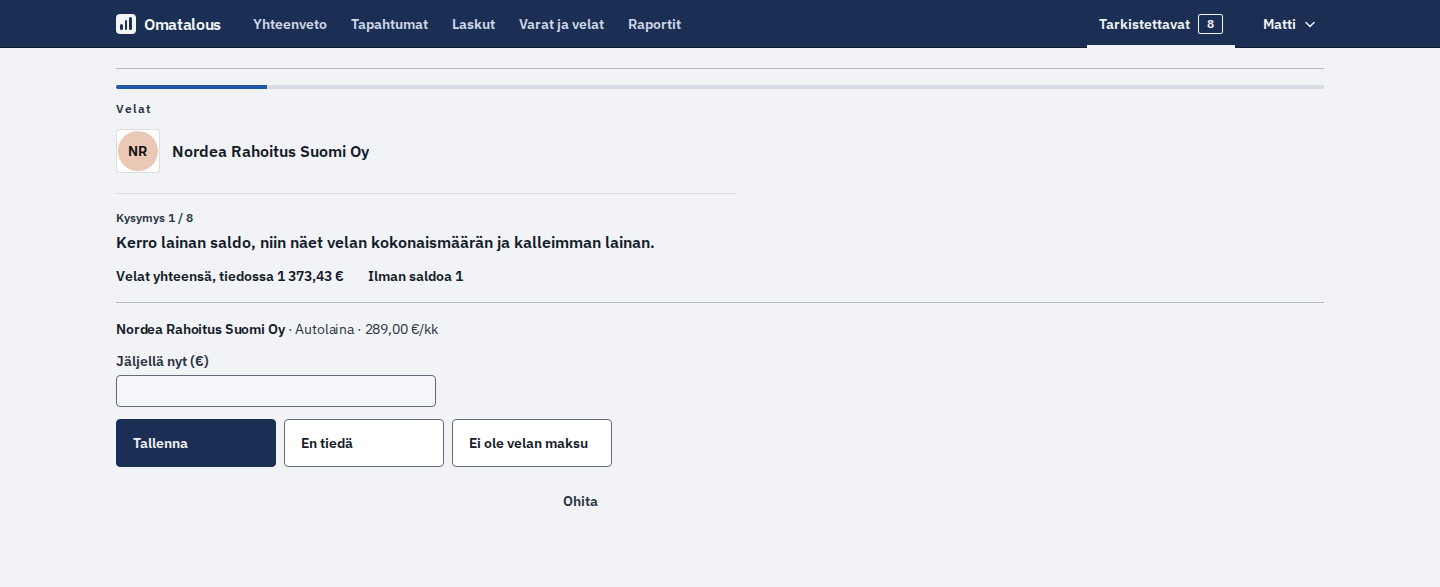 Omatalous Yhteenveto Tapahtumat Laskut Varat ja velat Raportit Tarkistettavat 8 Matti
Velat
NR Nordea Rahoitus Suomi Oy
Kysymys 1 / 8
Kerro lainan saldo, niin näet velan kokonaismäärän ja kalleimman lainan.
Velat yhteensä, tiedossa 1 373,43 € Ilman saldoa 1
Nordea Rahoitus Suomi Oy · Autolaina · 289,00 €/kk
Jäljellä nyt (€)
Tallenna En tiedä Ei ole velan maksu
Ohita